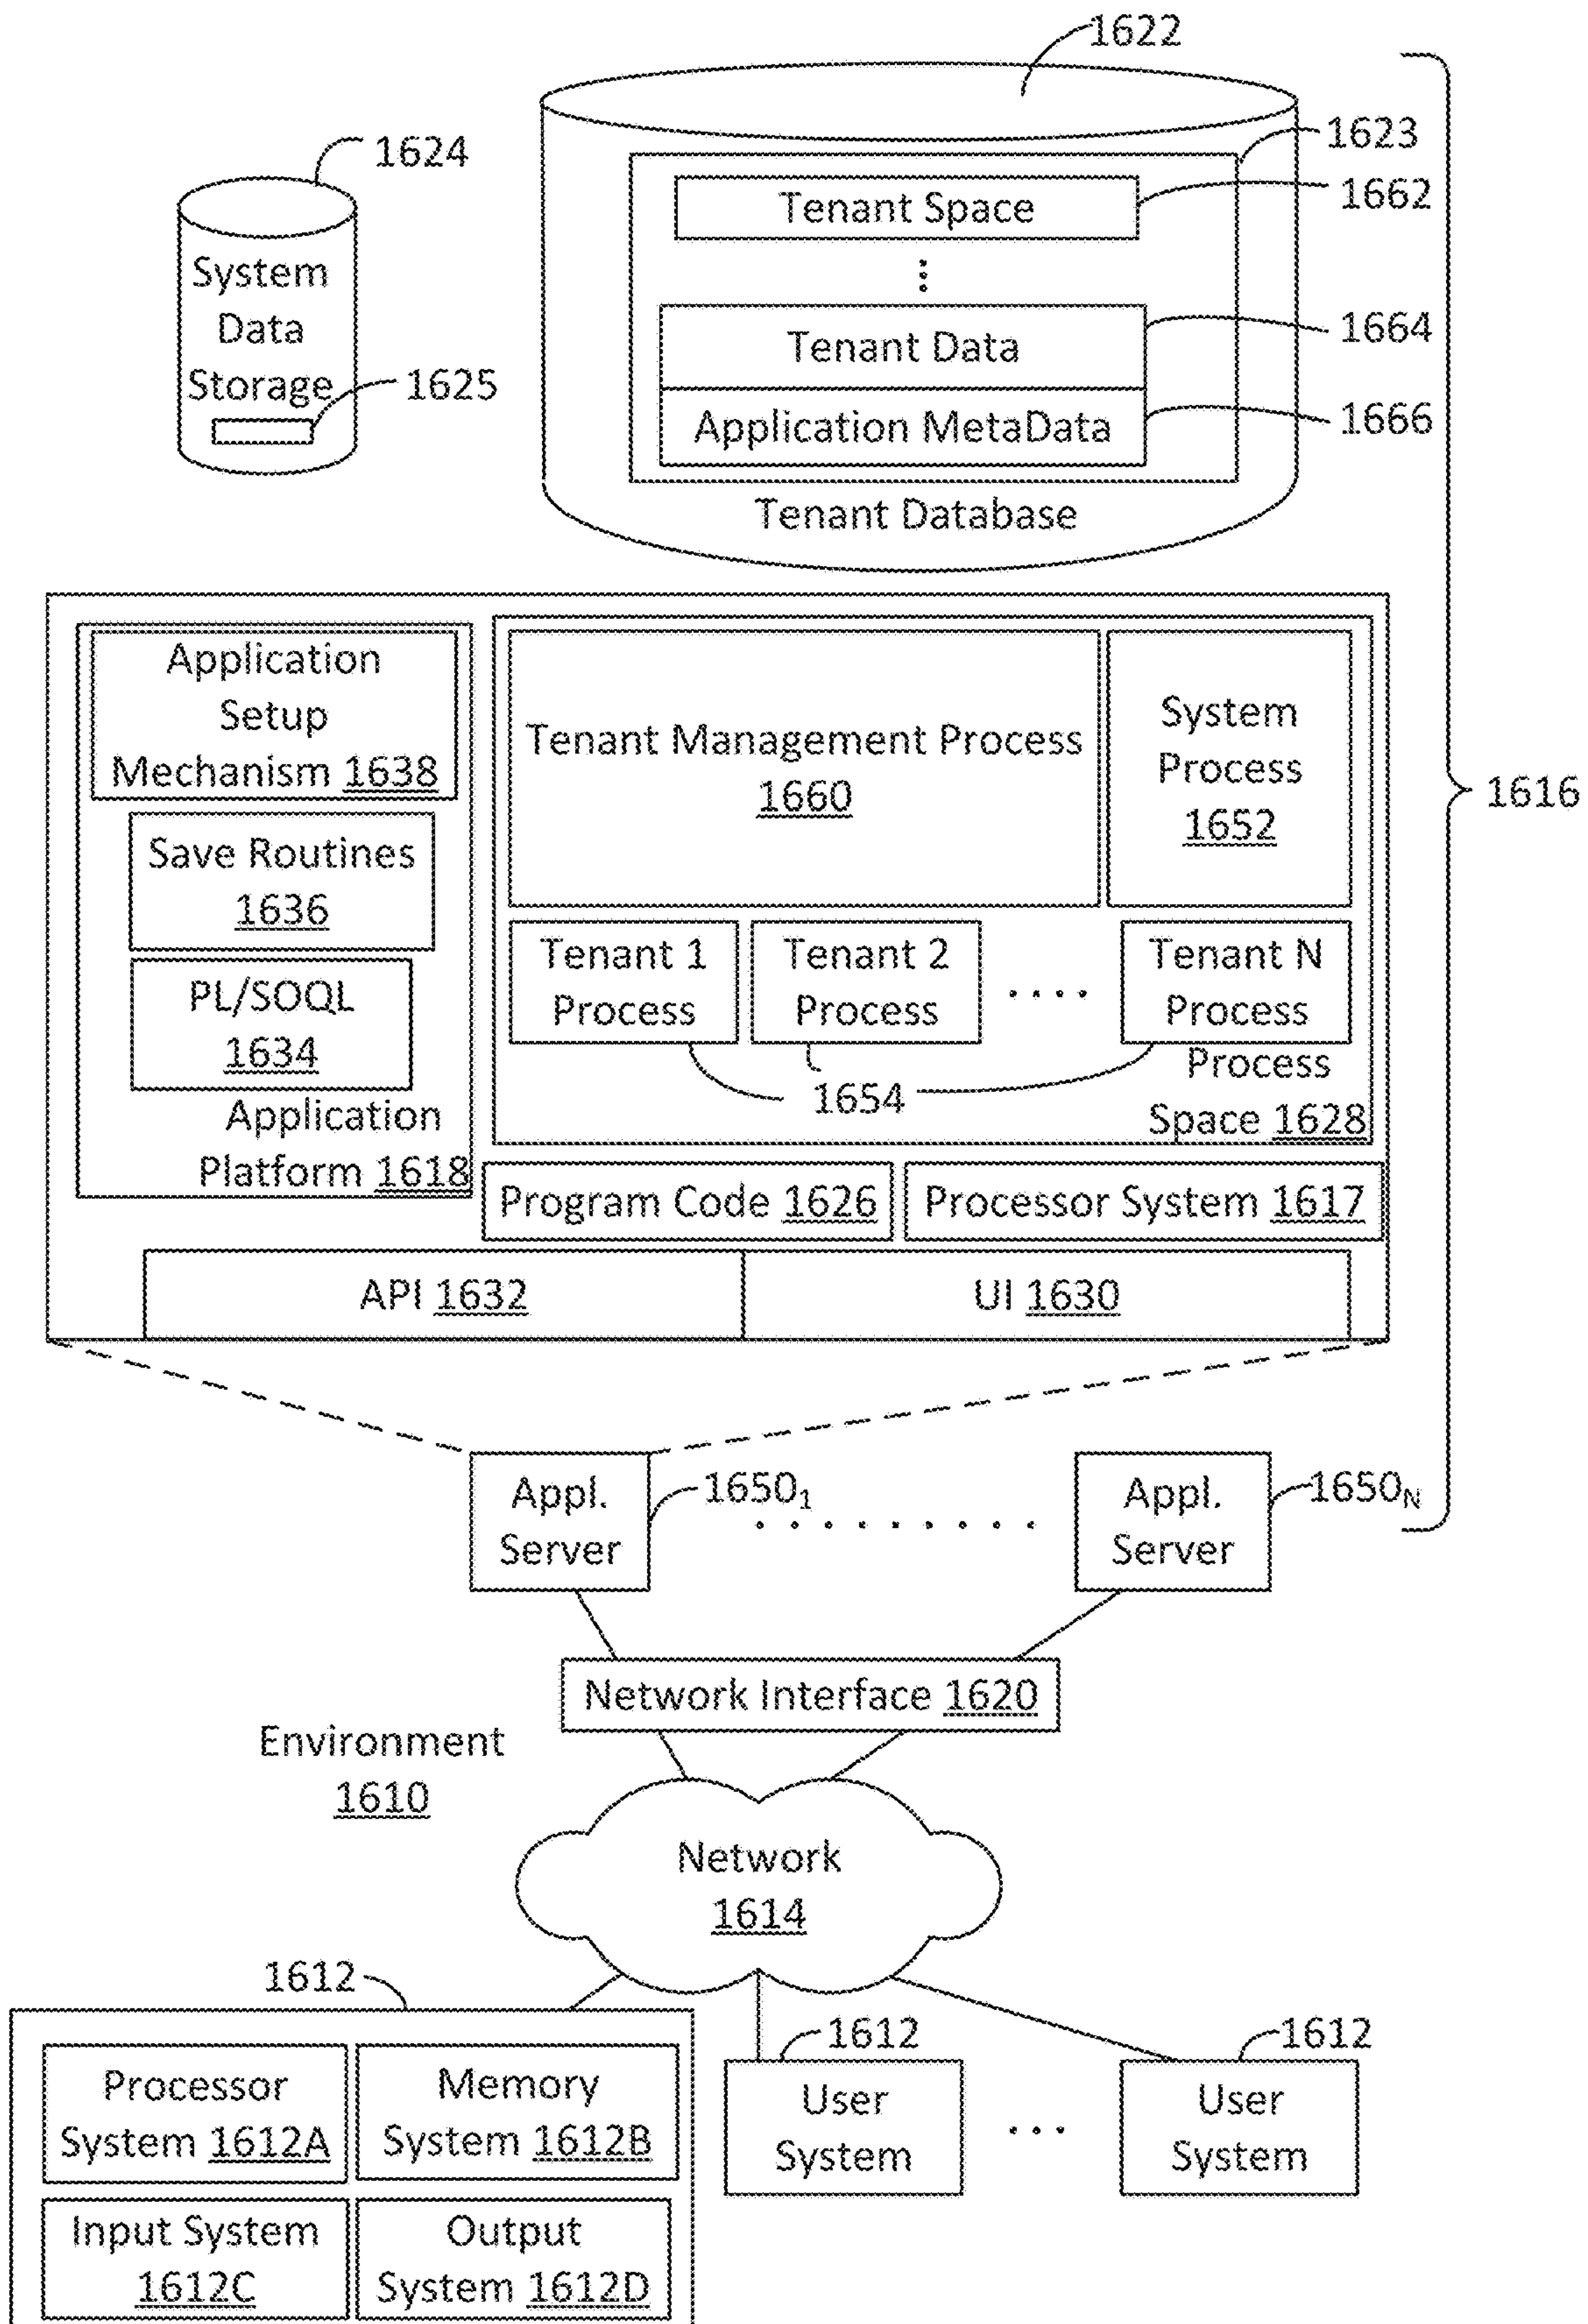 1622
1624
1623
Tenant Space
1662
System
Data
Storage
1625
Tenant Data
1664
Application MetaData
1666
Tenant Database
Application
Setup
Mechanism 1638
Save Routines
1636
PL/SOQL
1634
Application
Platform 1618
Tenant Management Process
1660
System
Process
1652
1616
Tenant 1
Process
Tenant 2
Process
. . . .
Tenant N
Process
1654
Process
Space 1628
Program Code 1626
Processor System 1617
API 1632
UI 1630
Appl.
Server
1650₁
. . . . . . . . .
Appl.
Server
1650N
Network Interface 1620
Environment
1610
Network
1614
1612
Processor
System 1612A
Memory
System 1612B
Input System
1612C
Output
System 1612D
1612
User
System
. . .
1612
User
System